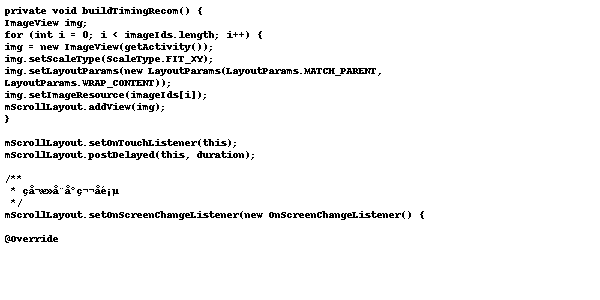 private void buildTimingRecom() {
ImageView img;
for (int i = 0; i < imageIds.length; i++) {
img = new ImageView(getActivity());
img.setScaleType(ScaleType.FIT_XY);
img.setLayoutParams(new LayoutParams(LayoutParams.MATCH_PARENT,
LayoutParams.WRAP_CONTENT));
img.setImageResource(imageIds[i]);
mScrollLayout.addView(img);
}
mScrollLayout.setOnTouchListener(this);
mScrollLayout.postDelayed(this, duration);
/**
*
*/
mScrollLayout.setOnScreenChangeListener(new OnScreenChangeListener() {
@Override